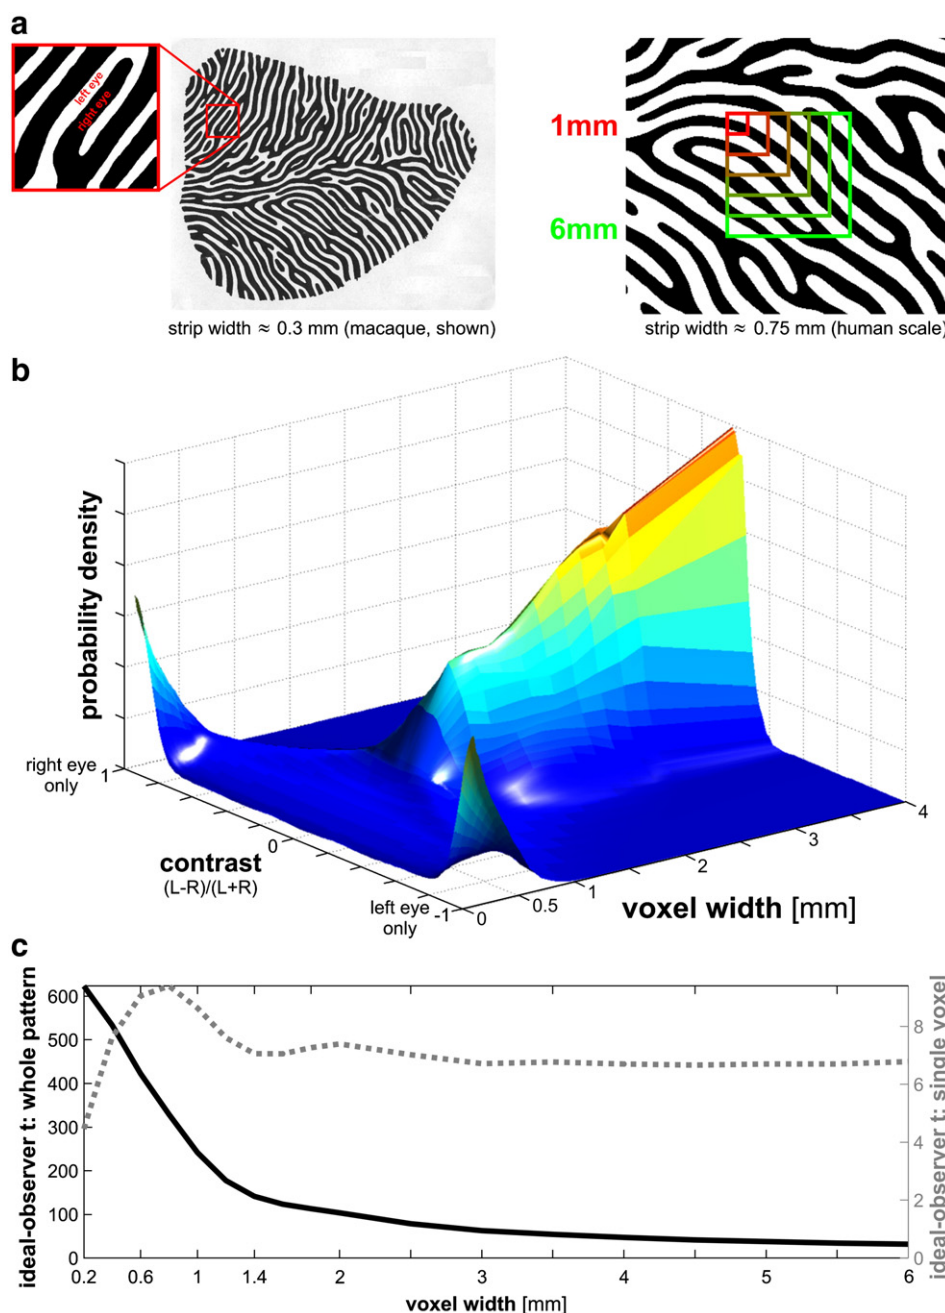 a
left eye
right eye
1mm
6mm
strip width ≈ 0.3 mm (macaque, shown)
strip width ≈ 0.75 mm (human scale)
b
probability density
right eye
only
1
0
contrast
(L-R)/(L+R)
left eye
only
-1
0
0.5
1
2
3
4
voxel width [mm]
c
ideal-observer t: whole pattern
600
500
400
300
200
100
0
0.2
0.6
1
1.4
2
3
4
5
6
voxel width [mm]
8
6
4
2
0
ideal-observer t: single voxel